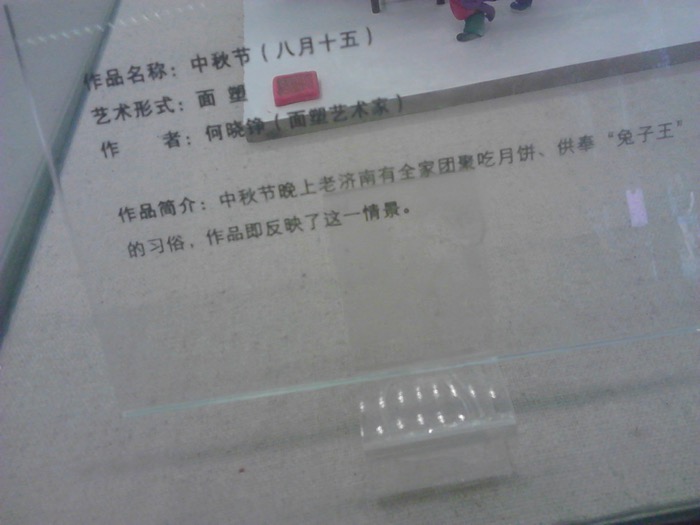 作品名称：中秋节（八月十五）
艺术形式：面 塑
作　　者：何晓铮（面塑艺术家）
作品简介：中秋节晚上老济南有全家团聚吃月饼、供奉“兔子王”
的习俗，作品即反映了这一情景。